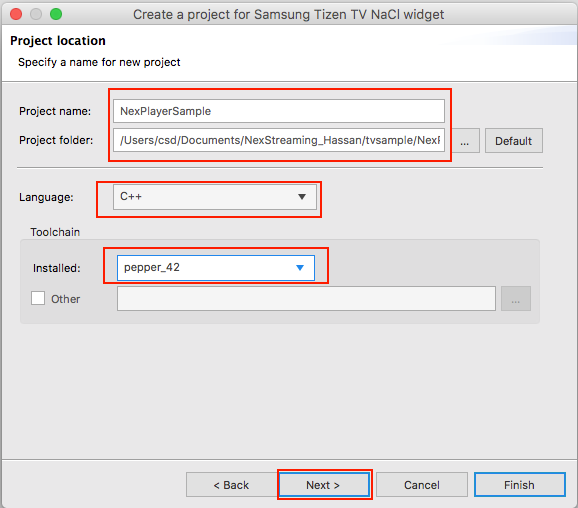 Create a project for Samsung Tizen TV NaCl widget
Project location
Specify a name for new project
Project name: NexPlayerSample
Project folder: /Users/csd/Documents/NexStreaming_Hassan/tvsample/NexP ... Default
Language: C++
Toolchain
Installed: pepper_42
Other ...
< Back Next > Cancel Finish